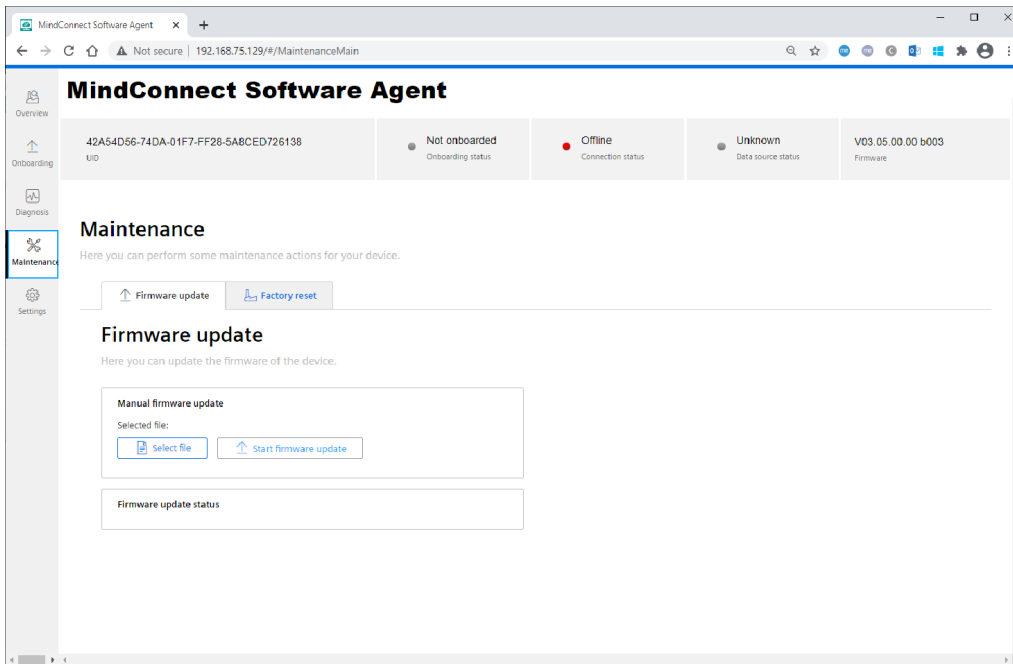 MindConnect Software Agent
Not secure | 192.168.75.129/#/MaintenanceMain
MindConnect Software Agent
Overview
Onboarding
Diagnosis
Maintenance
Settings
42A54D56-74DA-01F7-FF28-5A8CED726138
UID
Not onboarded
Onboarding status
Offline
Connection status
Unknown
Data source status
V03.05.00.00 b003
Firmware
Maintenance
Here you can perform some maintenance actions for your device.
Firmware update
Factory reset
Firmware update
Here you can update the firmware of the device.
Manual firmware update
Selected file:
Select file
Start firmware update
Firmware update status